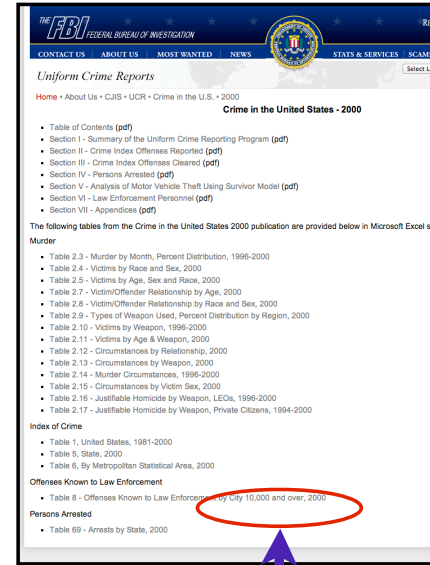 THE FBI FEDERAL BUREAU OF INVESTIGATION
CONTACT US ABOUT US MOST WANTED NEWS STATS & SERVICES SCAMS
Uniform Crime Reports
Home • About Us • CJIS • UCR • Crime in the U.S. • 2000
Crime in the United States - 2000
Table of Contents (pdf)
Section I - Summary of the Uniform Crime Reporting Program (pdf)
Section II - Crime Index Offenses Reported (pdf)
Section III - Crime Index Offenses Cleared (pdf)
Section IV - Persons Arrested (pdf)
Section V - Analysis of Motor Vehicle Theft Using Survivor Model (pdf)
Section VI - Law Enforcement Personnel (pdf)
Section VII - Appendices (pdf)
The following tables from the Crime in the United States 2000 publication are provided below in Microsoft Excel s
Murder
Table 2.3 - Murder by Month, Percent Distribution, 1996-2000
Table 2.4 - Victims by Race and Sex, 2000
Table 2.5 - Victims by Age, Sex and Race, 2000
Table 2.7 - Victim/Offender Relationship by Age, 2000
Table 2.8 - Victim/Offender Relationship by Race and Sex, 2000
Table 2.9 - Types of Weapon Used, Percent Distribution by Region, 2000
Table 2.10 - Victims by Weapon, 1996-2000
Table 2.11 - Victims by Age & Weapon, 2000
Table 2.12 - Circumstances by Relationship, 2000
Table 2.13 - Circumstances by Weapon, 2000
Table 2.14 - Murder Circumstances, 1996-2000
Table 2.15 - Circumstances by Victim Sex, 2000
Table 2.16 - Justifiable Homicide by Weapon, LEOs, 1996-2000
Table 2.17 - Justifiable Homicide by Weapon, Private Citizens, 1994-2000
Index of Crime
Table 1, United States, 1981-2000
Table 5, State, 2000
Table 6, By Metropolitan Statistical Area, 2000
Offenses Known to Law Enforcement
Table 8 - Offenses Known to Law Enforcement by City 10,000 and over, 2000
Persons Arrested
Table 69 - Arrests by State, 2000